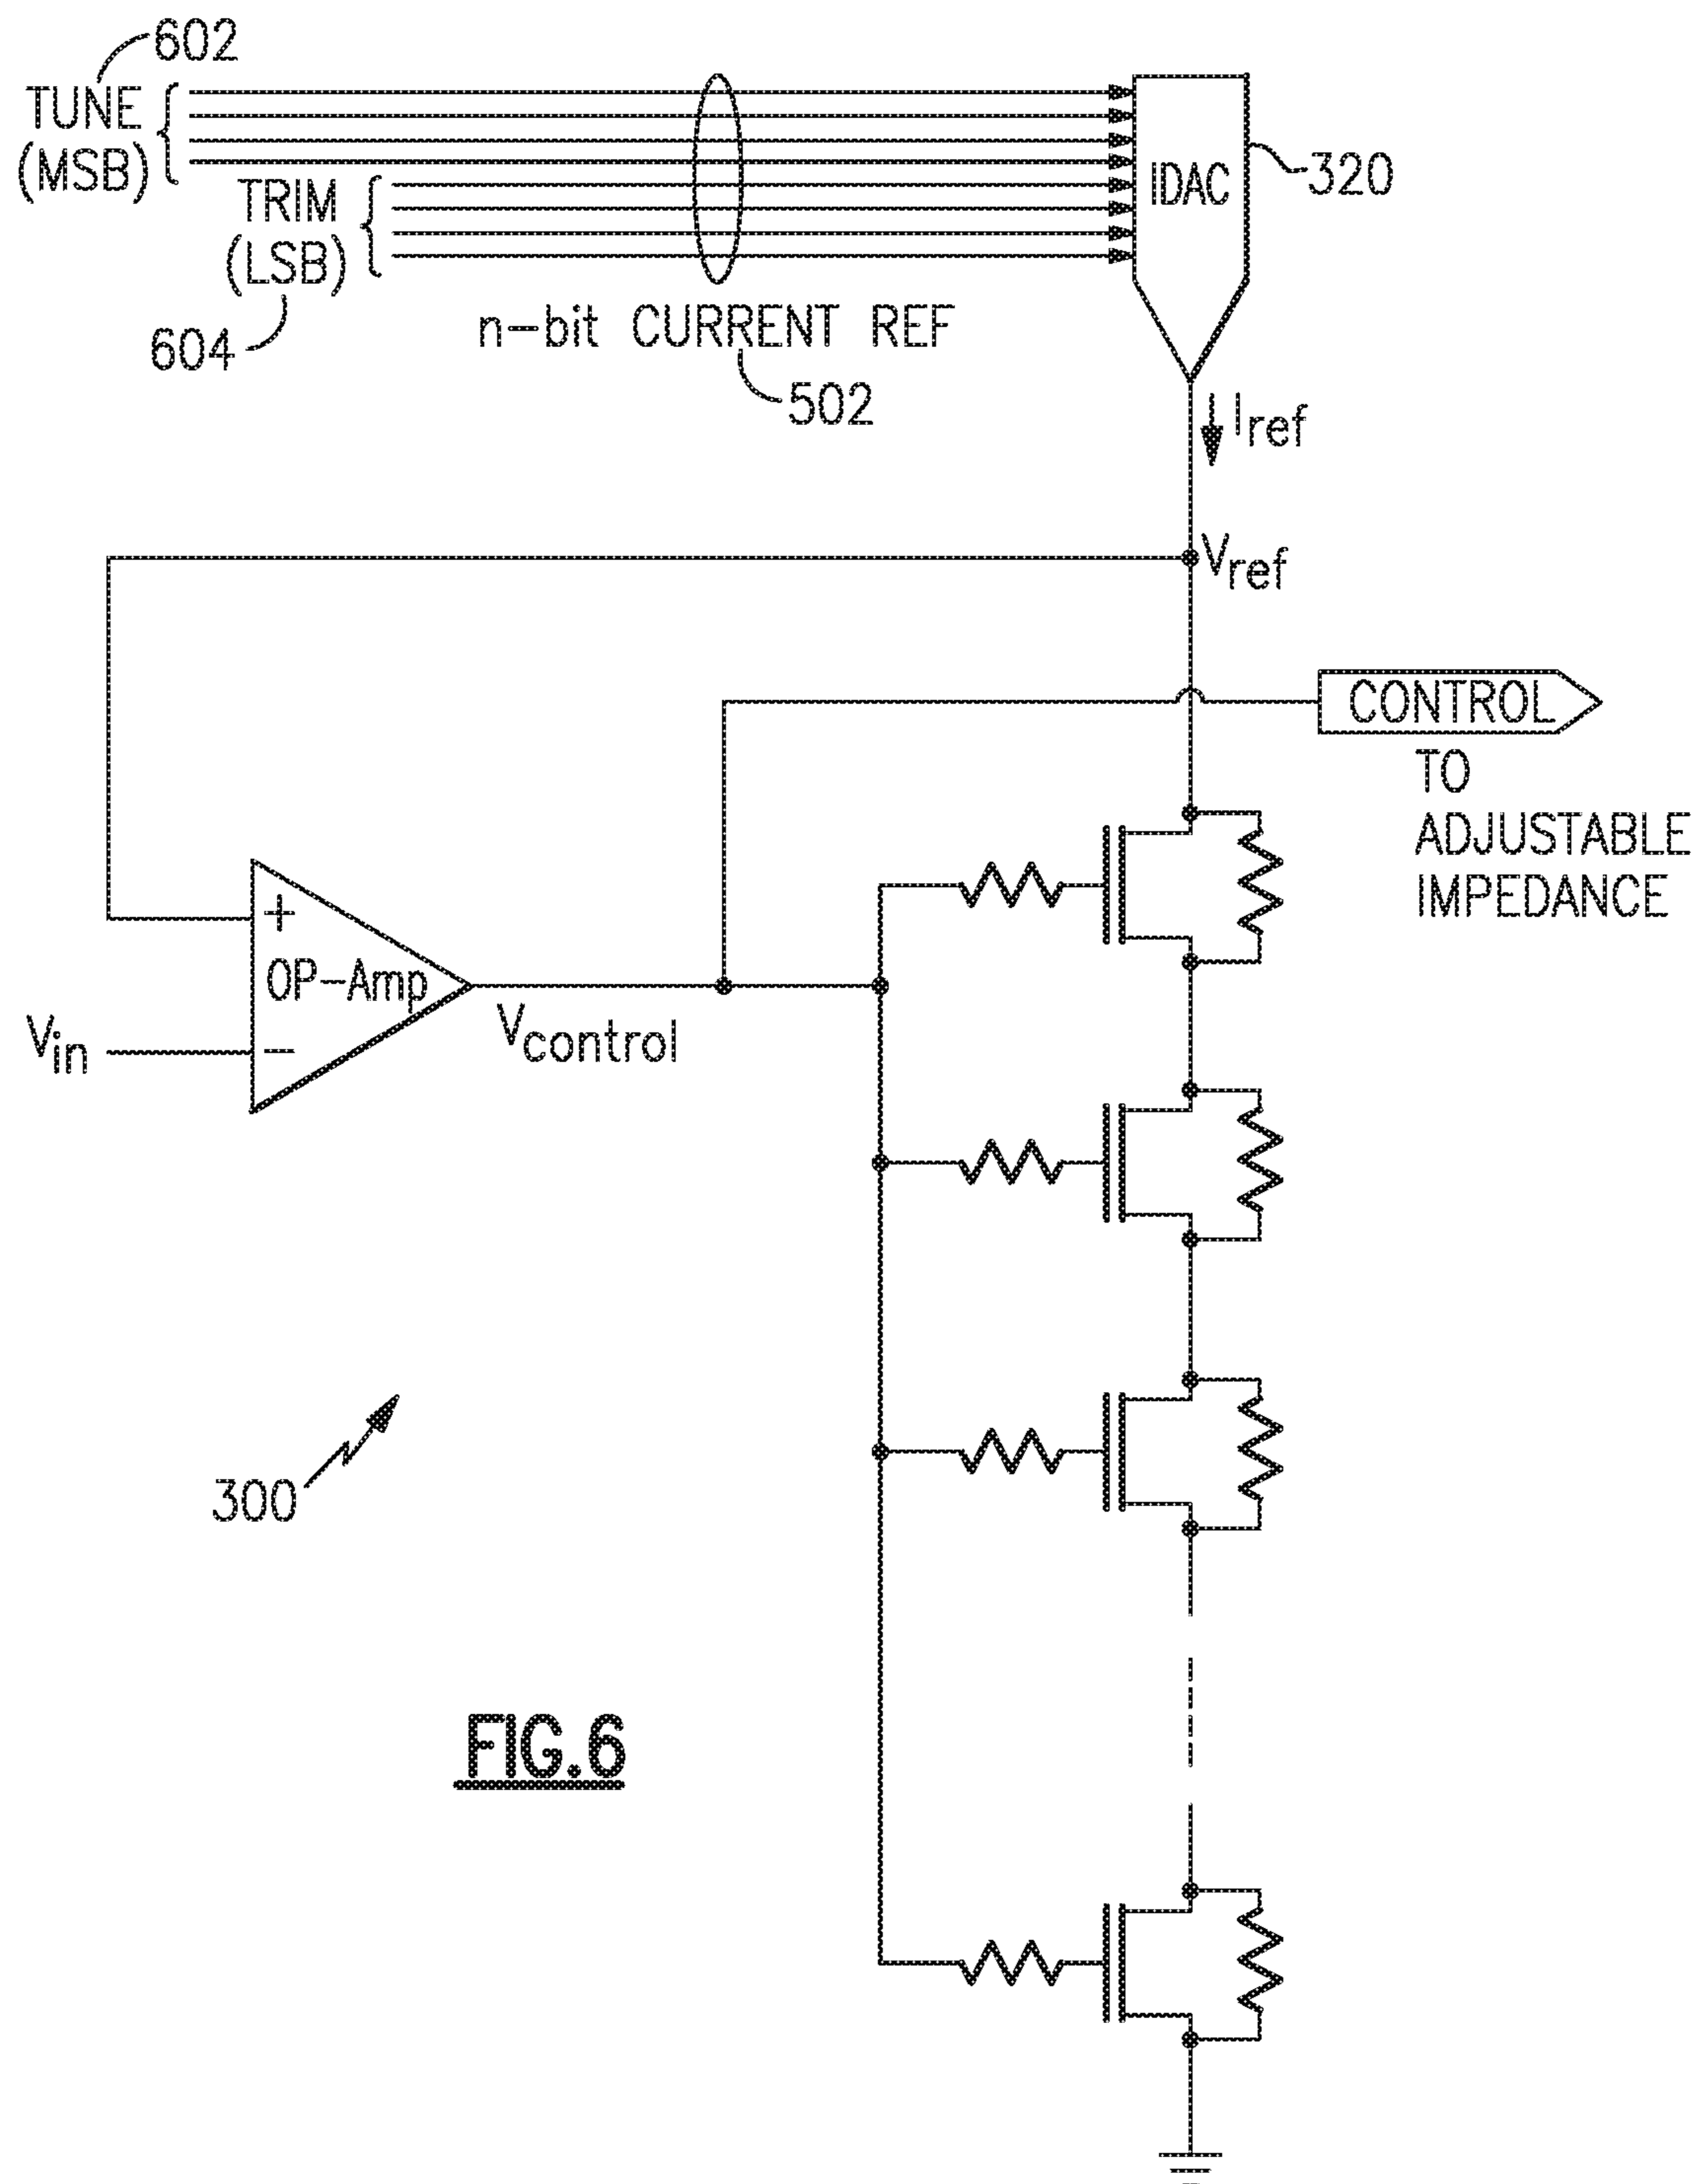 602
TUNE
(MSB)
TRIM
(LSB)
604
IDAC
320
n-bit CURRENT REF
502
Iref
Vref
CONTROL
TO
ADJUSTABLE
IMPEDANCE
+
OP-Amp
Vin
−
Vcontrol
300
FIG.6